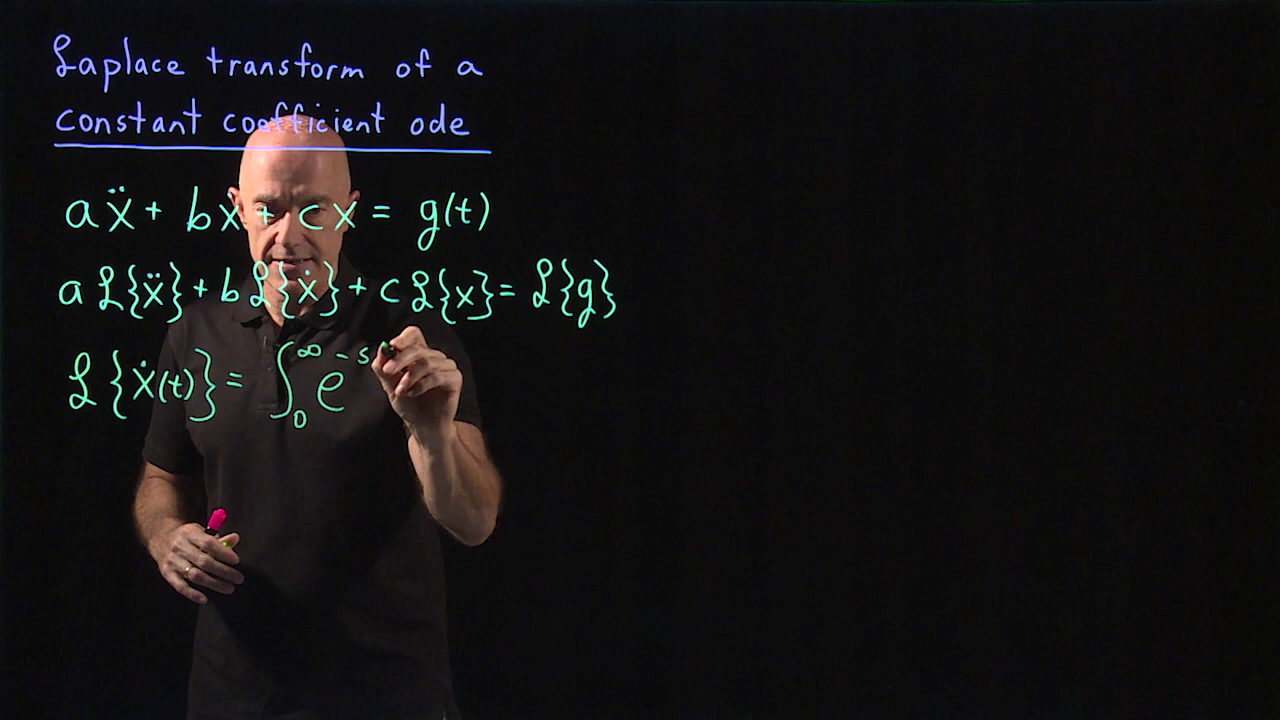 Laplace transform of a
constant coefficient ode
aẍ + bẋ + cx = g(t)
aℒ{ẍ} + bℒ{ẋ} + cℒ{x} = ℒ{g}
ℒ{ẋ(t)} = ∫₀^∞ e^-s